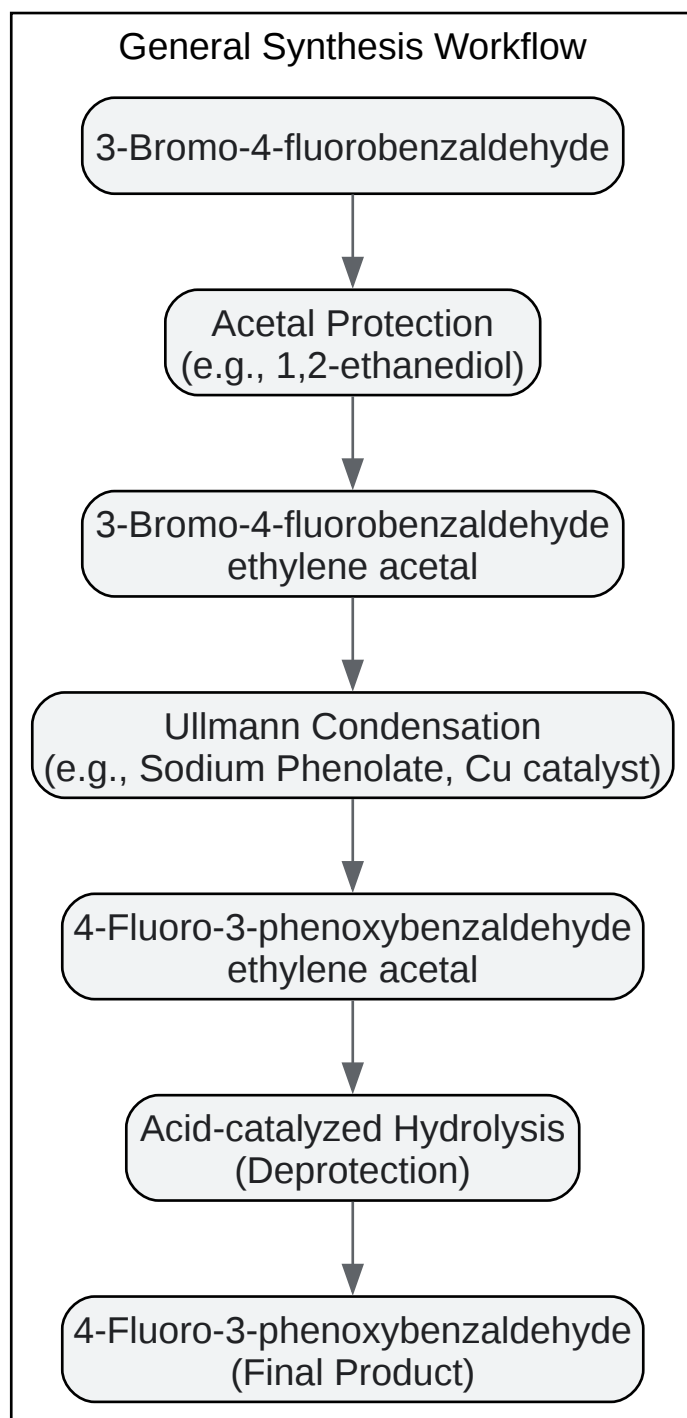 General Synthesis Workflow
3-Bromo-4-fluorobenzaldehyde
Acetal Protection
(e.g., 1,2-ethanediol)
3-Bromo-4-fluorobenzaldehyde
ethylene acetal
Ullmann Condensation
(e.g., Sodium Phenolate, Cu catalyst)
4-Fluoro-3-phenoxybenzaldehyde
ethylene acetal
Acid-catalyzed Hydrolysis
(Deprotection)
4-Fluoro-3-phenoxybenzaldehyde
(Final Product)